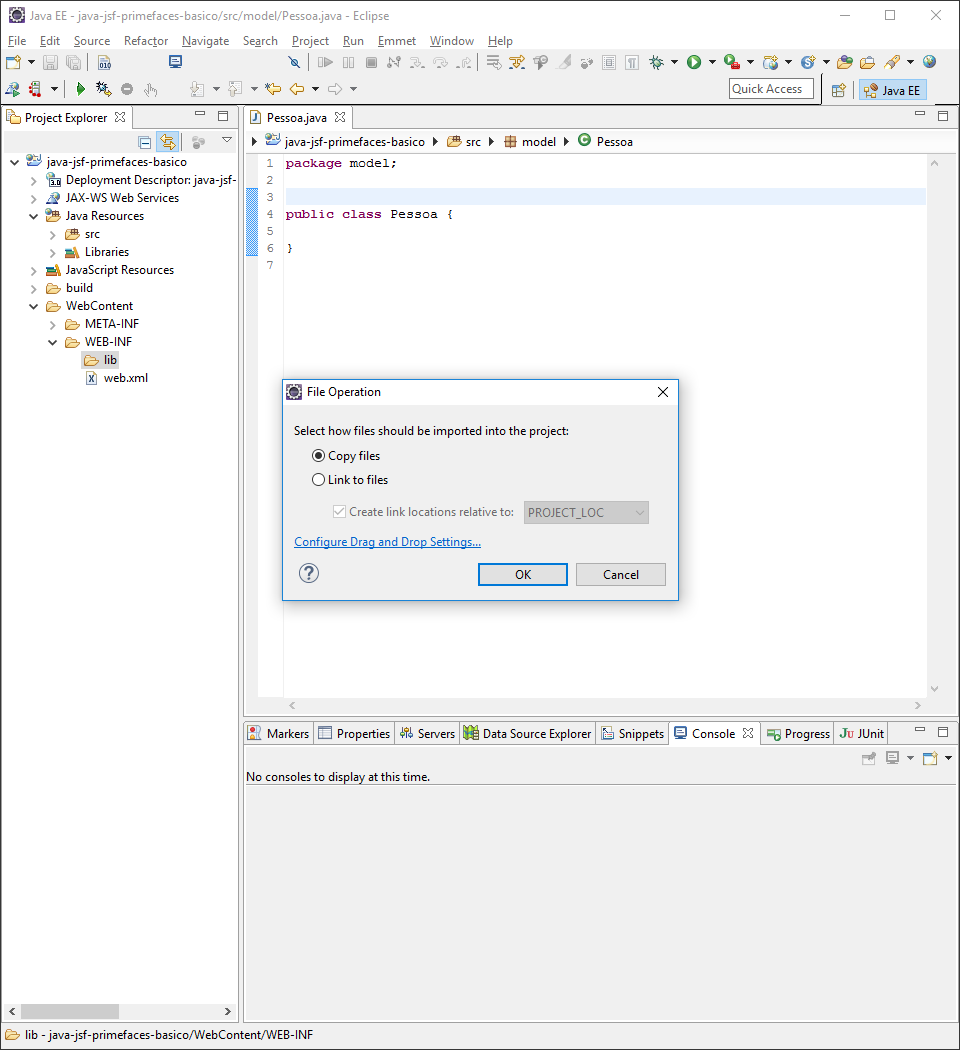 Java EE - java-jsf-primefaces-basico/src/model/Pessoa.java - Eclipse
File Edit Source Refactor Navigate Search Project Run Emmet Window Help
010
Quick Access
Java EE
Project Explorer
java-jsf-primefaces-basico
Deployment Descriptor: java-jsf-
3.0
JAX-WS Web Services
Java Resources
src
Libraries
JavaScript Resources
build
WebContent
META-INF
WEB-INF
lib
web.xml
Pessoa.java
java-jsf-primefaces-basico src model Pessoa
1 package model;
2
3
4 public class Pessoa {
5
6 }
7
File Operation
Select how files should be imported into the project:
Copy files
Link to files
Create link locations relative to: PROJECT_LOC
Configure Drag and Drop Settings...
?
OK Cancel
Markers Properties Servers Data Source Explorer Snippets Console Progress JUnit
No consoles to display at this time.
lib - java-jsf-primefaces-basico/WebContent/WEB-INF